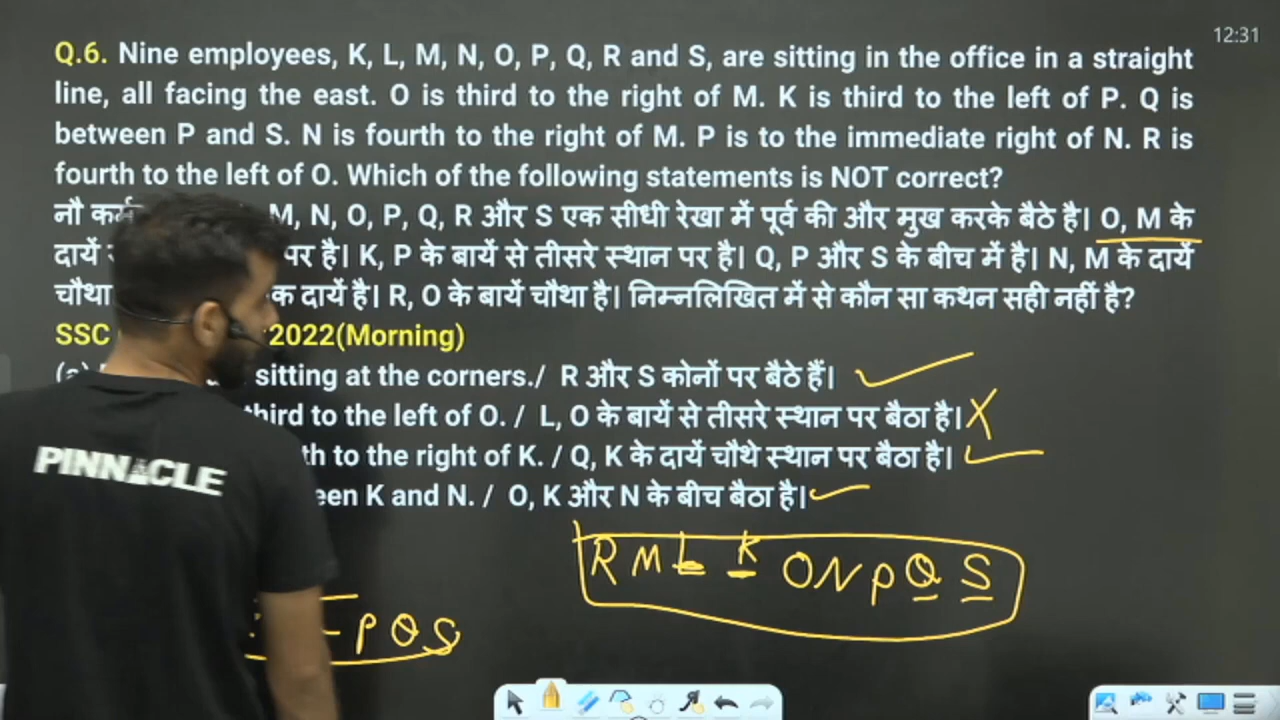 12:31
Q.6. Nine employees, K, L, M, N, O, P, Q, R and S, are sitting in the office in a straight
line, all facing the east. O is third to the right of M. K is third to the left of P. Q is
between P and S. N is fourth to the right of M. P is to the immediate right of N. R is
fourth to the left of O. Which of the following statements is NOT correct?
नौ M, N, O, P, Q, R और S एक सीधी रेखा में पूर्व की और मुख करके बैठे है। O, M के
दायें पर है। K, P के बायें से तीसरे स्थान पर है। Q, P और S के बीच में है। N, M के दायें
चौथा क दायें है। R, O के बायें चौथा है। निम्नलिखित में से कौन सा कथन सही नहीं है?
SSC 2022(Morning)
sitting at the corners./ R और S कोनों पर बैठे हैं।
third to the left of O. / L, O के बायें से तीसरे स्थान पर बैठा है।
th to the right of K. / Q, K के दायें चौथे स्थान पर बैठा है।
een K and N. / O, K और N के बीच बैठा है।
R M L K O N P Q S
P Q S
PINNACLE